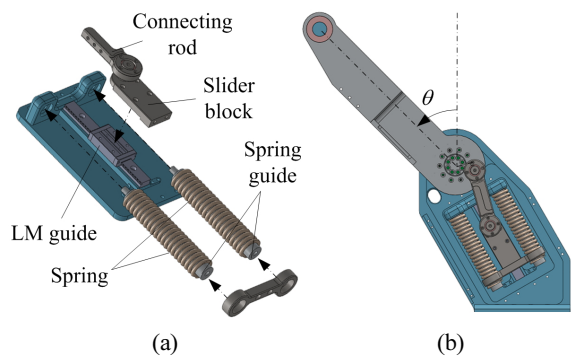 Connecting
rod
Slider
block
Spring
guide
LM guide
Spring
θ
(a)
(b)